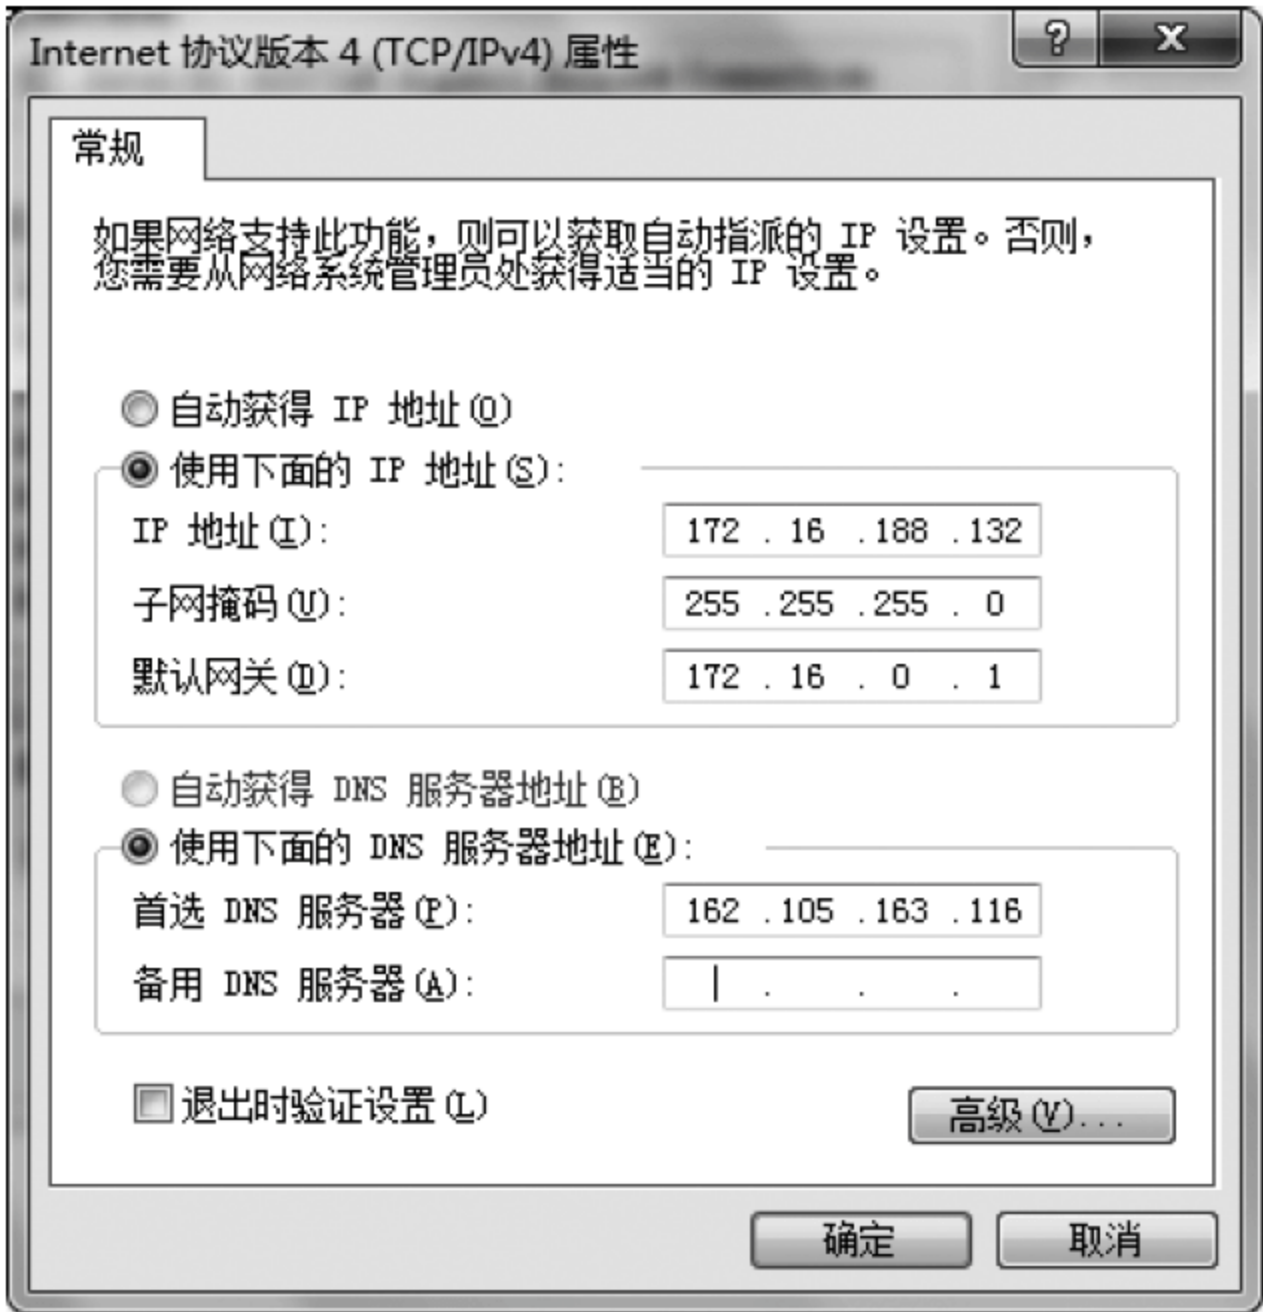 Internet 协议版本 4 (TCP/IPv4) 属性
常规
如果网络支持此功能，则可以获取自动指派的 IP 设置。否则，
您需要从网络系统管理员处获得适当的 IP 设置。
自动获得 IP 地址(O)
使用下面的 IP 地址(S):
IP 地址(I): 172 . 16 . 188 . 132
子网掩码(U): 255 . 255 . 255 . 0
默认网关(D): 172 . 16 . 0 . 1
自动获得 DNS 服务器地址(B)
使用下面的 DNS 服务器地址(E):
首选 DNS 服务器(P): 162 . 105 . 163 . 116
备用 DNS 服务器(A): . . .
退出时验证设置(L)
高级(V)...
确定 取消